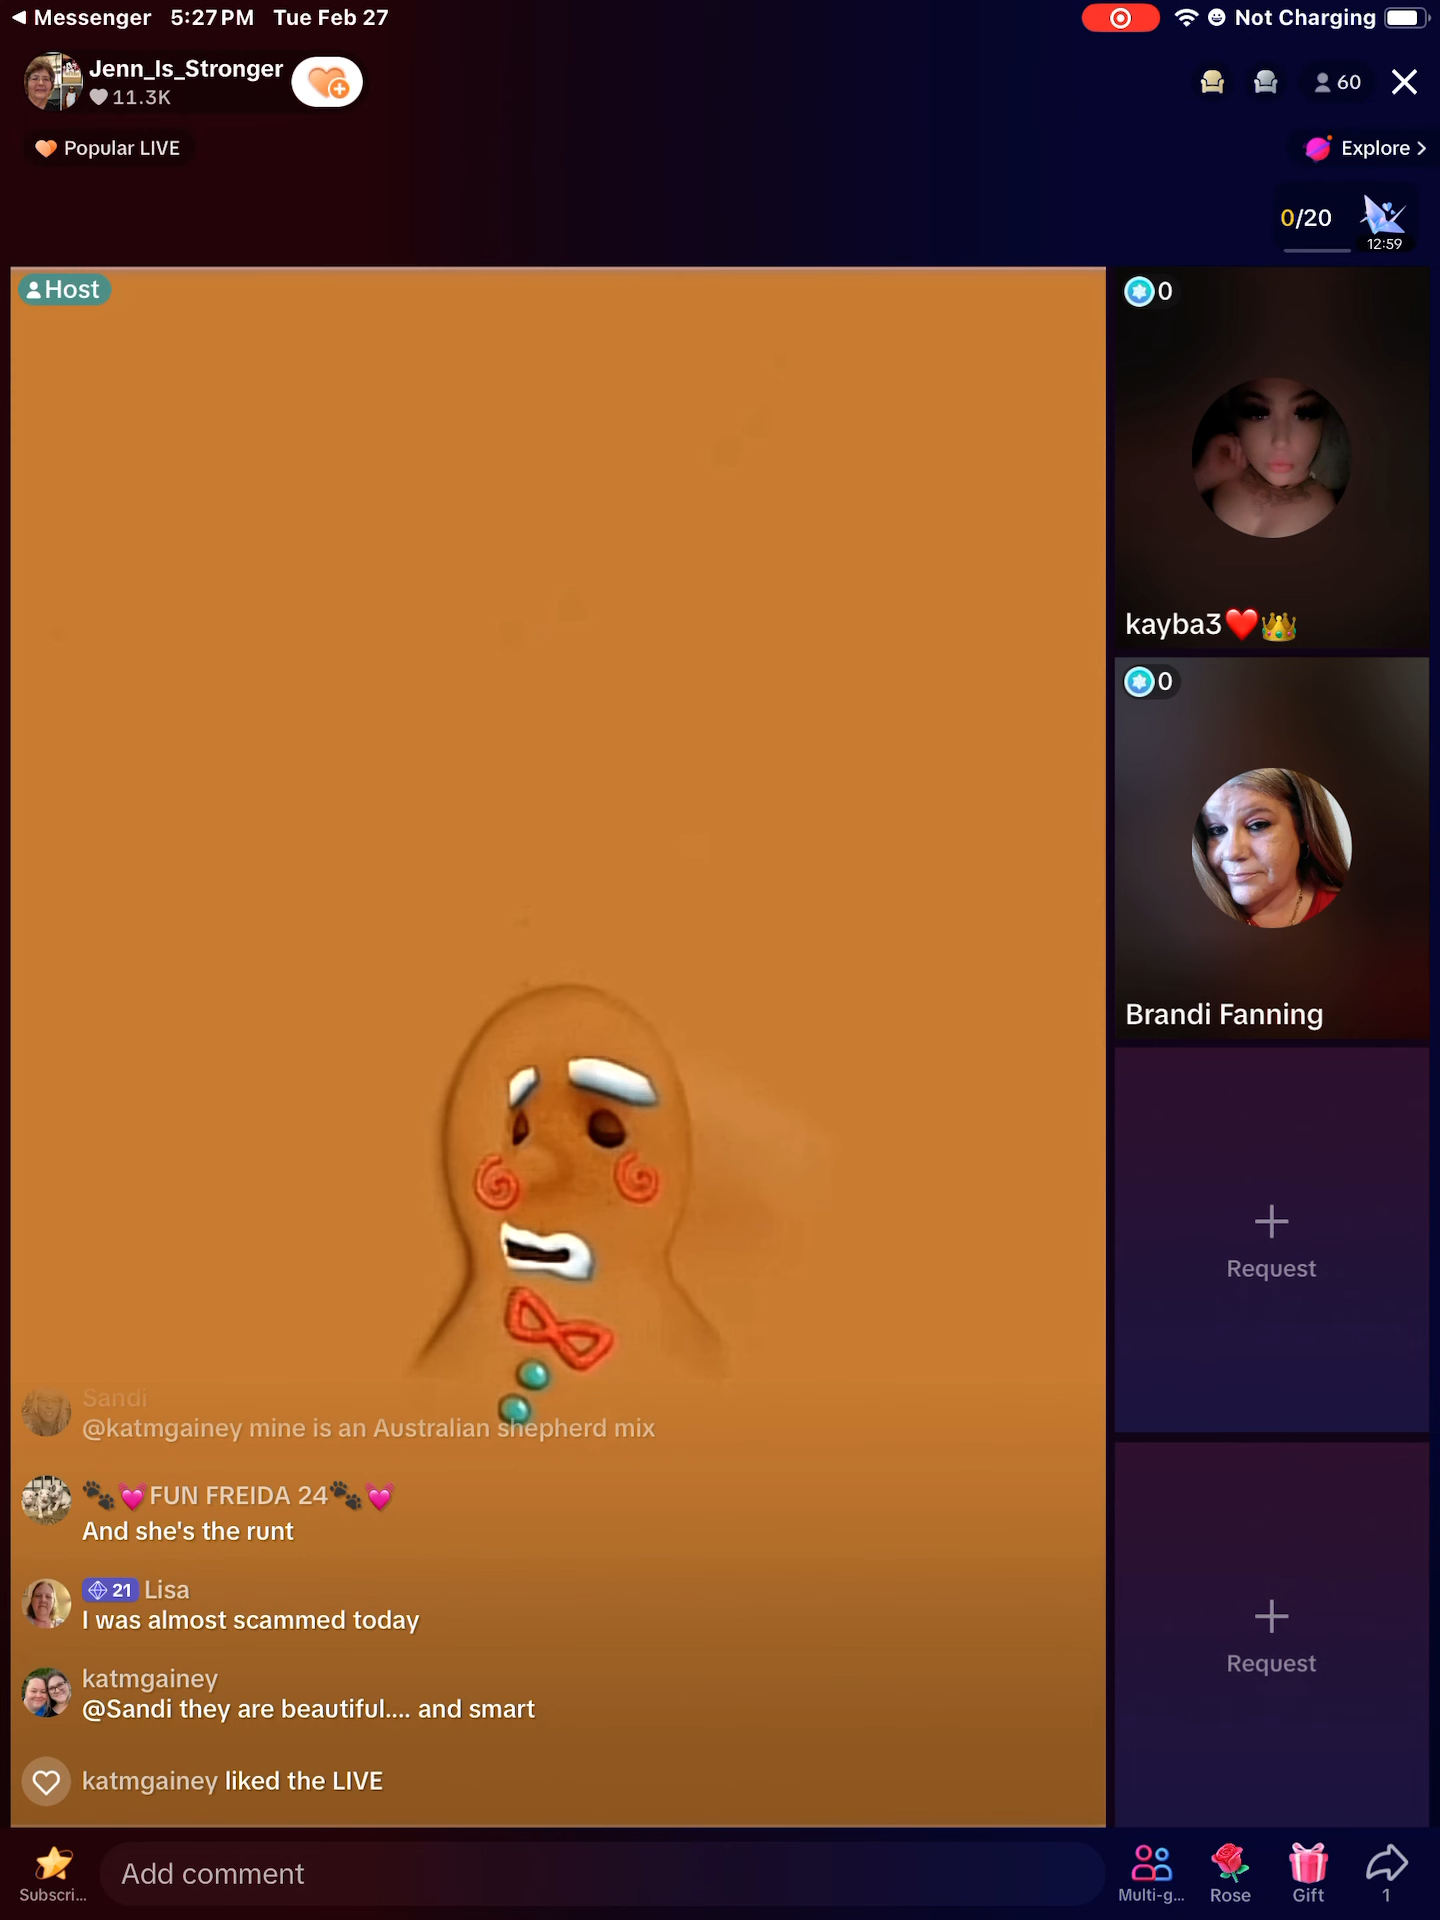 Messenger 5:27 PM Tue Feb 27
Not Charging
Jenn_Is_Stronger
11.3K
60
Popular LIVE
Explore >
0/20
12:59
Host
0
kayba3❤️👑
0
Brandi Fanning
Request
Request
Sandi
@katmgainey mine is an Australian shepherd mix
🐾💓FUN FREIDA 24🐾💓
And she's the runt
21 Lisa
I was almost scammed today
katmgainey
@Sandi they are beautiful.... and smart
katmgainey liked the LIVE
Subscri...
Add comment
Multi-g...
Rose
Gift
1